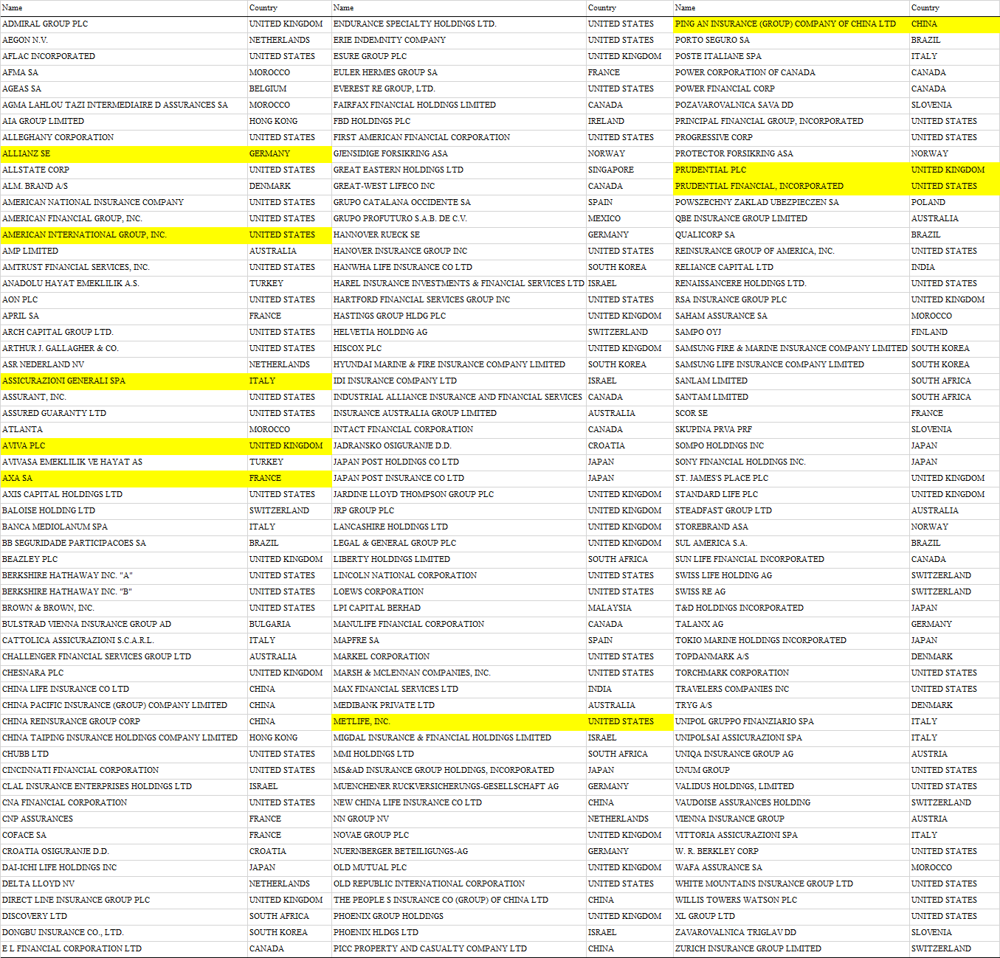 Name Country Name Country Name Country
ADMIRAL GROUP PLC UNITED KINGDOM ENDURANCE SPECIALTY HOLDINGS LTD. UNITED STATES PING AN INSURANCE (GROUP) COMPANY OF CHINA LTD CHINA
AEGON N.V. NETHERLANDS ERIE INDEMNITY COMPANY UNITED STATES PORTO SEGURO SA BRAZIL
AFLAC INCORPORATED UNITED STATES ESURE GROUP PLC UNITED KINGDOM POSTE ITALIANE SPA ITALY
AFMA SA MOROCCO EULER HERMES GROUP SA FRANCE POWER CORPORATION OF CANADA CANADA
AGEAS SA BELGIUM EVEREST RE GROUP, LTD. UNITED STATES POWER FINANCIAL CORP CANADA
AGMA LAHLOU TAZI INTERMEDIAIRE D ASSURANCES SA MOROCCO FAIRFAX FINANCIAL HOLDINGS LIMITED CANADA POZAVAROVALNICA SAVA DD SLOVENIA
AIA GROUP LIMITED HONG KONG FBD HOLDINGS PLC IRELAND PRINCIPAL FINANCIAL GROUP, INCORPORATED UNITED STATES
ALLEGHANY CORPORATION UNITED STATES FIRST AMERICAN FINANCIAL CORPORATION UNITED STATES PROGRESSIVE CORP UNITED STATES
ALLIANZ SE GERMANY GJENSIDIGE FORSIKRING ASA NORWAY PROTECTOR FORSIKRING ASA NORWAY
ALLSTATE CORP UNITED STATES GREAT EASTERN HOLDINGS LTD SINGAPORE PRUDENTIAL PLC UNITED KINGDOM
ALM. BRAND A/S DENMARK GREAT-WEST LIFECO INC CANADA PRUDENTIAL FINANCIAL, INCORPORATED UNITED STATES
AMERICAN NATIONAL INSURANCE COMPANY UNITED STATES GRUPO CATALANA OCCIDENTE SA SPAIN POWSZECHNY ZAKLAD UBEZPIECZEN SA POLAND
AMERICAN FINANCIAL GROUP, INC. UNITED STATES GRUPO PROFUTURO S.A.B. DE C.V. MEXICO QBE INSURANCE GROUP LIMITED AUSTRALIA
AMERICAN INTERNATIONAL GROUP, INC. UNITED STATES HANNOVER RUECK SE GERMANY QUALICORP SA BRAZIL
AMP LIMITED AUSTRALIA HANOVER INSURANCE GROUP INC UNITED STATES REINSURANCE GROUP OF AMERICA, INC. UNITED STATES
AMTRUST FINANCIAL SERVICES, INC. UNITED STATES HANWHA LIFE INSURANCE CO LTD SOUTH KOREA RELIANCE CAPITAL LTD INDIA
ANADOLU HAYAT EMEKLILIK A.S. TURKEY HAREL INSURANCE INVESTMENTS & FINANCIAL SERVICES LTD ISRAEL RENAISSANCERE HOLDINGS LTD. UNITED STATES
AON PLC UNITED STATES HARTFORD FINANCIAL SERVICES GROUP INC UNITED STATES RSA INSURANCE GROUP PLC UNITED KINGDOM
APRIL SA FRANCE HASTINGS GROUP HLDG PLC UNITED KINGDOM SAHAM ASSURANCE SA MOROCCO
ARCH CAPITAL GROUP LTD. UNITED STATES HELVETIA HOLDING AG SWITZERLAND SAMPO OYJ FINLAND
ARTHUR J. GALLAGHER & CO. UNITED STATES HISCOX PLC UNITED KINGDOM SAMSUNG FIRE & MARINE INSURANCE COMPANY LIMITED SOUTH KOREA
ASR NEDERLAND NV NETHERLANDS HYUNDAI MARINE & FIRE INSURANCE COMPANY LIMITED SOUTH KOREA SAMSUNG LIFE INSURANCE COMPANY LIMITED SOUTH KOREA
ASSICURAZIONI GENERALI SPA ITALY IDI INSURANCE COMPANY LTD ISRAEL SANLAM LIMITED SOUTH AFRICA
ASSURANT, INC. UNITED STATES INDUSTRIAL ALLIANCE INSURANCE AND FINANCIAL SERVICES CANADA SANTAM LIMITED SOUTH AFRICA
ASSURED GUARANTY LTD UNITED STATES INSURANCE AUSTRALIA GROUP LIMITED AUSTRALIA SCOR SE FRANCE
ATLANTA MOROCCO INTACT FINANCIAL CORPORATION CANADA SKUPINA PRVA PRF SLOVENIA
AVIVA PLC UNITED KINGDOM JADRANSKO OSIGURANJE D.D. CROATIA SOMPO HOLDINGS INC JAPAN
AVIVASA EMEKLILIK VE HAYAT AS TURKEY JAPAN POST HOLDINGS CO LTD JAPAN SONY FINANCIAL HOLDINGS INC. JAPAN
AXA SA FRANCE JAPAN POST INSURANCE CO LTD JAPAN ST. JAMES'S PLACE PLC UNITED KINGDOM
AXIS CAPITAL HOLDINGS LTD UNITED STATES JARDINE LLOYD THOMPSON GROUP PLC UNITED KINGDOM STANDARD LIFE PLC UNITED KINGDOM
BALOISE HOLDING LTD SWITZERLAND JRP GROUP PLC UNITED KINGDOM STEADFAST GROUP LTD AUSTRALIA
BANCA MEDIOLANUM SPA ITALY LANCASHIRE HOLDINGS LTD UNITED KINGDOM STOREBRAND ASA NORWAY
BB SEGURIDADE PARTICIPACOES SA BRAZIL LEGAL & GENERAL GROUP PLC UNITED KINGDOM SUL AMERICA S.A. BRAZIL
BEAZLEY PLC UNITED KINGDOM LIBERTY HOLDINGS LIMITED SOUTH AFRICA SUN LIFE FINANCIAL INCORPORATED CANADA
BERKSHIRE HATHAWAY INC. "A" UNITED STATES LINCOLN NATIONAL CORPORATION UNITED STATES SWISS LIFE HOLDING AG SWITZERLAND
BERKSHIRE HATHAWAY INC. "B" UNITED STATES LOEWS CORPORATION UNITED STATES SWISS RE AG SWITZERLAND
BROWN & BROWN, INC. UNITED STATES LPI CAPITAL BERHAD MALAYSIA T&D HOLDINGS INCORPORATED JAPAN
BULSTRAD VIENNA INSURANCE GROUP AD BULGARIA MANULIFE FINANCIAL CORPORATION CANADA TALANX AG GERMANY
CATTOLICA ASSICURAZIONI S.C.A.R.L. ITALY MAPFRE SA SPAIN TOKIO MARINE HOLDINGS INCORPORATED JAPAN
CHALLENGER FINANCIAL SERVICES GROUP LTD AUSTRALIA MARKEL CORPORATION UNITED STATES TOPDANMARK A/S DENMARK
CHESNARA PLC UNITED KINGDOM MARSH & MCLENNAN COMPANIES, INC. UNITED STATES TORCHMARK CORPORATION UNITED STATES
CHINA LIFE INSURANCE CO LTD CHINA MAX FINANCIAL SERVICES LTD INDIA TRAVELERS COMPANIES INC UNITED STATES
CHINA PACIFIC INSURANCE (GROUP) COMPANY LIMITED CHINA MEDIBANK PRIVATE LTD AUSTRALIA TRYG A/S DENMARK
CHINA REINSURANCE GROUP CORP CHINA METLIFE, INC. UNITED STATES UNIPOL GRUPPO FINANZIARIO SPA ITALY
CHINA TAIPING INSURANCE HOLDINGS COMPANY LIMITED HONG KONG MIGDAL INSURANCE & FINANCIAL HOLDINGS LIMITED ISRAEL UNIPOLSAI ASSICURAZIONI SPA ITALY
CHUBB LTD UNITED STATES MMI HOLDINGS LTD SOUTH AFRICA UNIQA INSURANCE GROUP AG AUSTRIA
CINCINNATI FINANCIAL CORPORATION UNITED STATES MS&AD INSURANCE GROUP HOLDINGS, INCORPORATED JAPAN UNUM GROUP UNITED STATES
CLAL INSURANCE ENTERPRISES HOLDINGS LTD ISRAEL MUENCHENER RUCKVERSICHERUNGS-GESELLSCHAFT AG GERMANY VALIDUS HOLDINGS, LIMITED UNITED STATES
CNA FINANCIAL CORPORATION UNITED STATES NEW CHINA LIFE INSURANCE CO LTD CHINA VAUDOISE ASSURANCES HOLDING SWITZERLAND
CNP ASSURANCES FRANCE NN GROUP NV NETHERLANDS VIENNA INSURANCE GROUP AUSTRIA
COFACE SA FRANCE NOVAE GROUP PLC UNITED KINGDOM VITTORIA ASSICURAZIONI SPA ITALY
CROATIA OSIGURANJE D.D. CROATIA NUERNBERGER BETEILIGUNGS-AG GERMANY W. R. BERKLEY CORP UNITED STATES
DAI-ICHI LIFE HOLDINGS INC JAPAN OLD MUTUAL PLC UNITED KINGDOM WAFA ASSURANCE SA MOROCCO
DELTA LLOYD NV NETHERLANDS OLD REPUBLIC INTERNATIONAL CORPORATION UNITED STATES WHITE MOUNTAINS INSURANCE GROUP LTD UNITED STATES
DIRECT LINE INSURANCE GROUP PLC UNITED KINGDOM THE PEOPLE S INSURANCE CO (GROUP) OF CHINA LTD CHINA WILLIS TOWERS WATSON PLC UNITED STATES
DISCOVERY LTD SOUTH AFRICA PHOENIX GROUP HOLDINGS UNITED KINGDOM XL GROUP LTD UNITED STATES
DONGBU INSURANCE CO., LTD. SOUTH KOREA PHOENIX HLDGS LTD ISRAEL ZAVAROVALNICA TRIGLAV DD SLOVENIA
E L FINANCIAL CORPORATION LTD CANADA PICC PROPERTY AND CASUALTY COMPANY LTD CHINA ZURICH INSURANCE GROUP LIMITED SWITZERLAND